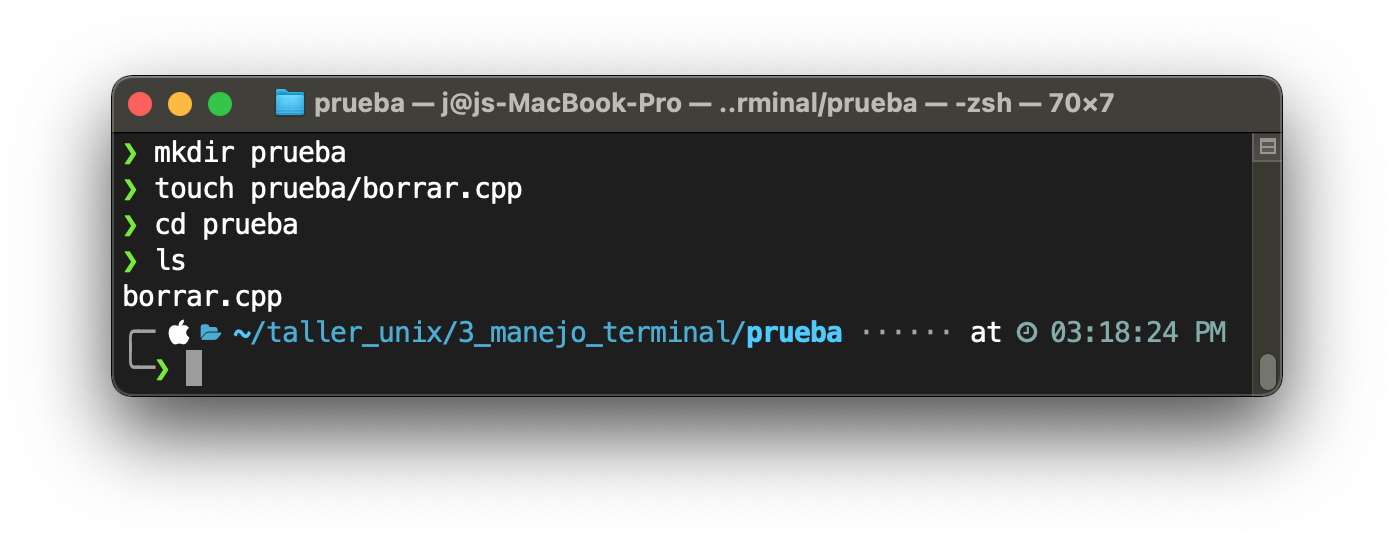 prueba — j@js-MacBook-Pro — ..rminal/prueba — -zsh — 70×7
❯ mkdir prueba
❯ touch prueba/borrar.cpp
❯ cd prueba
❯ ls
borrar.cpp
~/taller_unix/3_manejo_terminal/prueba ······ at 03:18:24 PM
❯